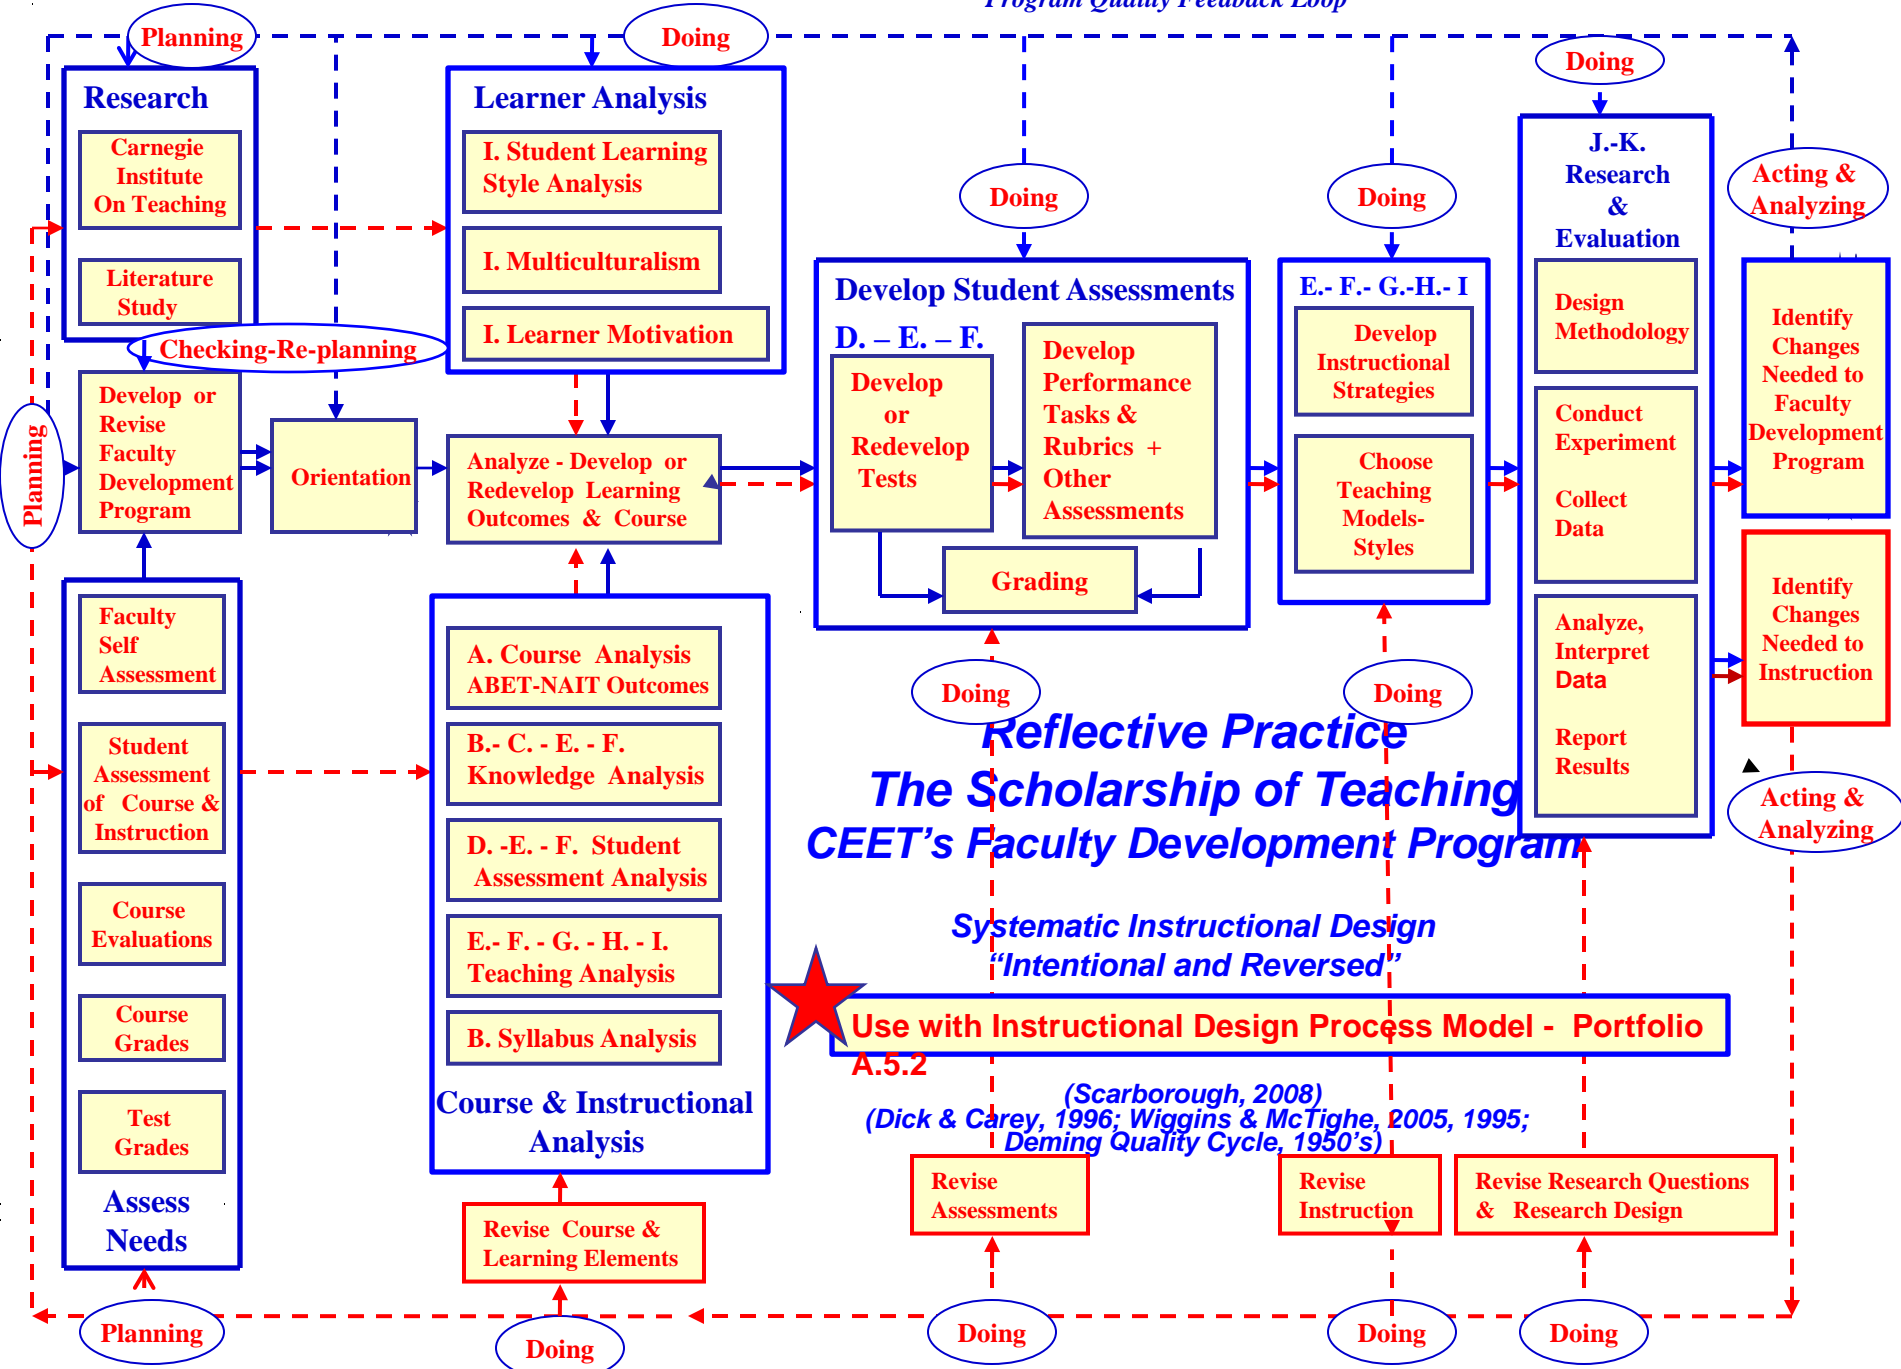 Program Quality Feedback Loop
Planning
Doing
Doing
Research
Carnegie
Institute
On Teaching
Literature
Study
Checking-Re-planning
Learner Analysis
I. Student Learning
Style Analysis
I. Multiculturalism
I. Learner Motivation
Doing
Doing
J.-K.
Research
&
Evaluation
Design
Methodology
Conduct
Experiment
Collect
Data
Analyze,
Interpret
Data
Report
Results
Acting &
Analyzing
Planning
Develop or
Revise
Faculty
Development
Program
Orientation
Analyze - Develop or
Redevelop Learning
Outcomes & Course
Develop Student Assessments
D. – E. – F.
Develop
or
Redevelop
Tests
Develop
Performance
Tasks &
Rubrics +
Other
Assessments
Grading
E.- F.- G.-H.- I
Develop
Instructional
Strategies
Choose
Teaching
Models-
Styles
Identify
Changes
Needed to
Faculty
Development
Program
Identify
Changes
Needed to
Instruction
Faculty
Self
Assessment
Student
Assessment
of Course &
Instruction
Course
Evaluations
Course
Grades
Test
Grades
Assess
Needs
A. Course Analysis
ABET-NAIT Outcomes
B.- C. - E. - F.
Knowledge Analysis
D. -E. - F. Student
Assessment Analysis
E.- F. - G. - H. - I.
Teaching Analysis
B. Syllabus Analysis
Course & Instructional
Analysis
Doing
Doing
Reflective Practice
The Scholarship of Teaching
CEET’s Faculty Development Program
Systematic Instructional Design
“Intentional and Reversed”
Use with Instructional Design Process Model - Portfolio
A.5.2
(Scarborough, 2008)
(Dick & Carey, 1996; Wiggins & McTighe, 2005, 1995;
Deming Quality Cycle, 1950’s)
Acting &
Analyzing
Revise Course &
Learning Elements
Revise
Assessments
Revise
Instruction
Revise Research Questions
& Research Design
Planning
Doing
Doing
Doing
Doing